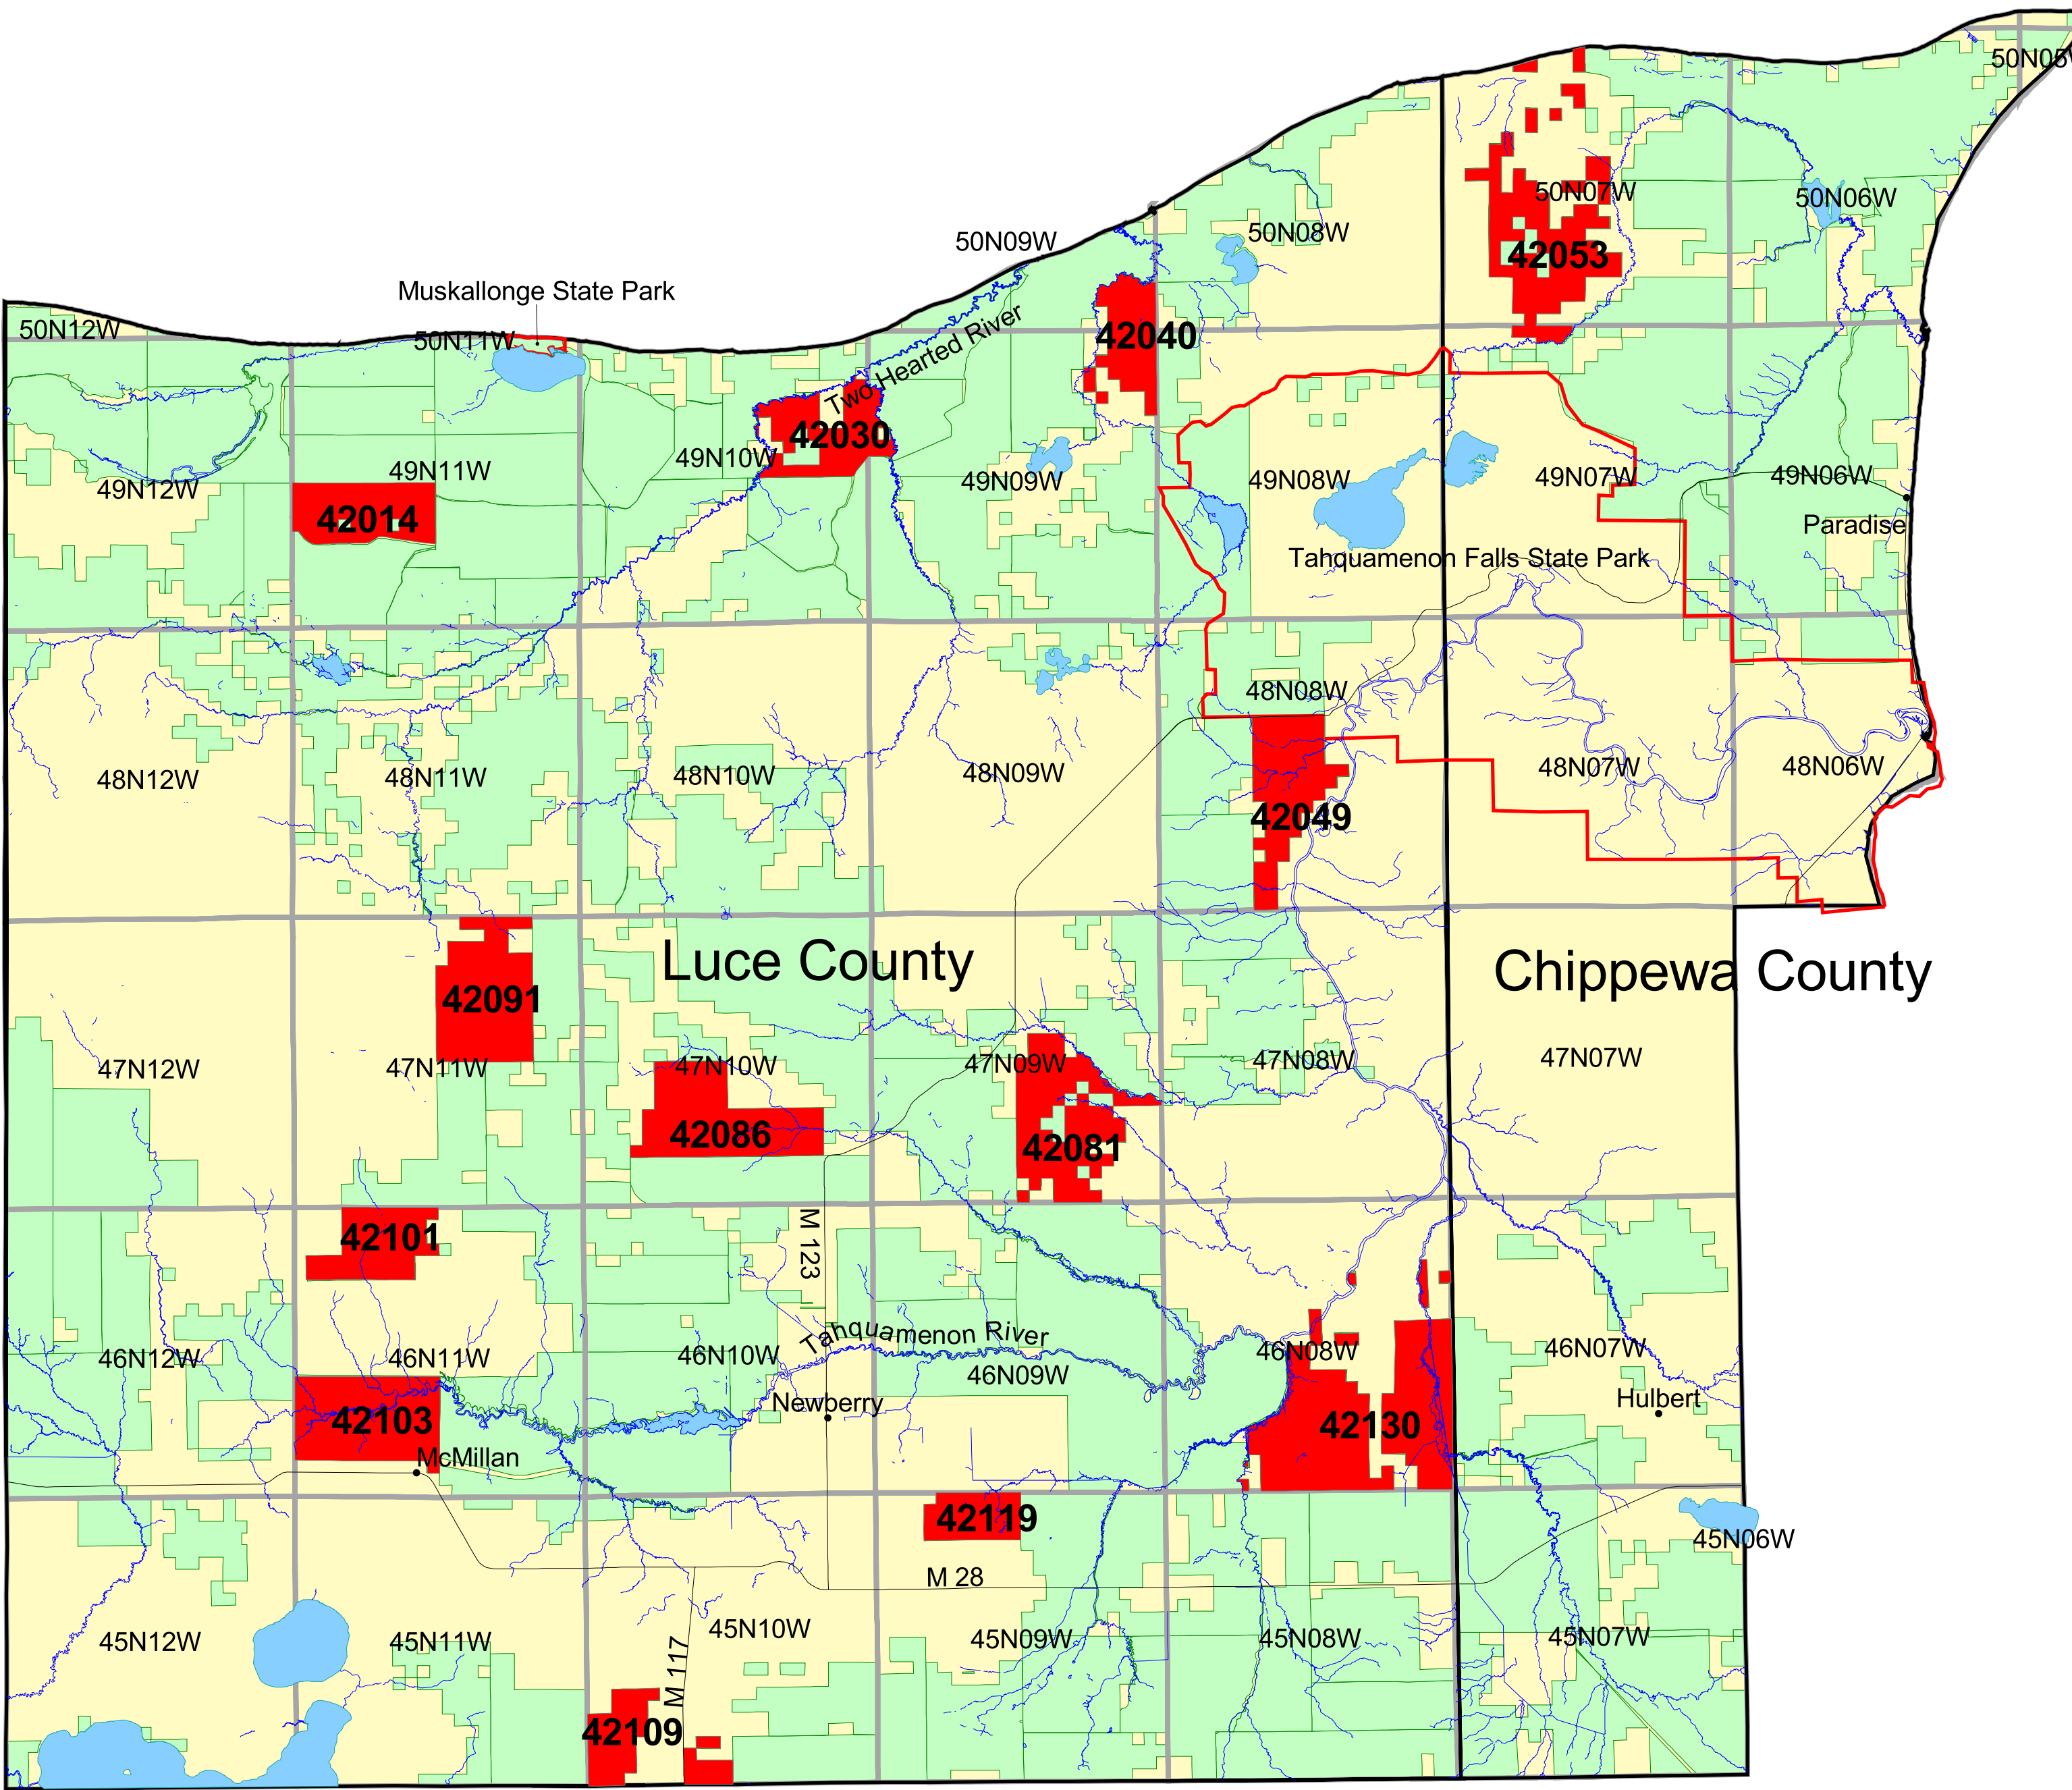 50N05W
50N07W
50N06W
50N08W
50N09W
42053
Muskallonge State Park
50N12W
50N11W
Two Hearted River
42040
42030
49N10W
49N11W
49N12W
49N09W
49N08W
49N07W
49N06W
42014
Paradise
Tahquamenon Falls State Park
48N08W
48N12W
48N11W
48N10W
48N09W
48N07W
48N06W
42049
Luce County
Chippewa County
42091
47N12W
47N11W
47N10W
47N09W
47N08W
47N07W
42086
42081
42101
M 123
Tahquamenon River
46N12W
46N11W
46N10W
46N09W
46N08W
46N07W
Newberry
Hulbert
42103
42130
McMillan
42119
45N06W
M 28
45N12W
45N11W
45N10W
45N09W
45N08W
45N07W
M 117
42109